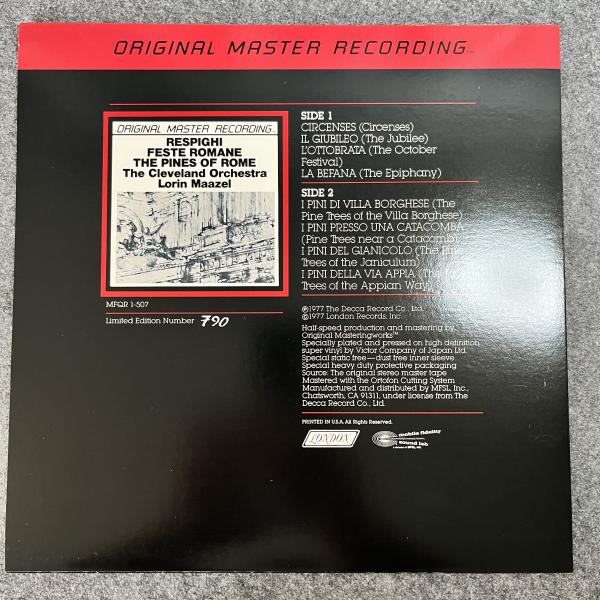 ORIGINAL MASTER RECORDING™
ORIGINAL MASTER RECORDING™
RESPIGHI
FESTE ROMANE
THE PINES OF ROME
The Cleveland Orchestra
Lorin Maazel
MFQR 1-507
Limited Edition Number 790
SIDE 1
CIRCENSES (Circenses)
IL GIUBILEO (The Jubilee)
L'OTTOBRATA (The October
Festival)
LA BEFANA (The Epiphany)
SIDE 2
I PINI DI VILLA BORGHESE (The
Pine Trees of the Villa Borghese)
I PINI PRESSO UNA CATACOMBA
(Pine Trees near a Catacomb)
I PINI DEL GIANICOLO (The Pine
Trees of the Janiculum)
I PINI DELLA VIA APPIA (The
Trees of the Appian Way)
℗1977 The Decca Record Co., Ltd.
©1977 London Records, Inc.
Half-speed production and mastering by
Original Masteringworks™
Specially plated and pressed on high definition
super vinyl by Victor Company of Japan Ltd.
Special static free—dust free inner sleeve
Special heavy duty protective packaging
Source: The original stereo master tape
Mastered with the Ortofon Cutting System
Manufactured and distributed by MFSL, Inc.,
Chatsworth, CA 91311, under license from The
Decca Record Co., Ltd.
PRINTED IN U.S.A. All Rights Reserved.
LONDON
mobile fidelity
sound lab